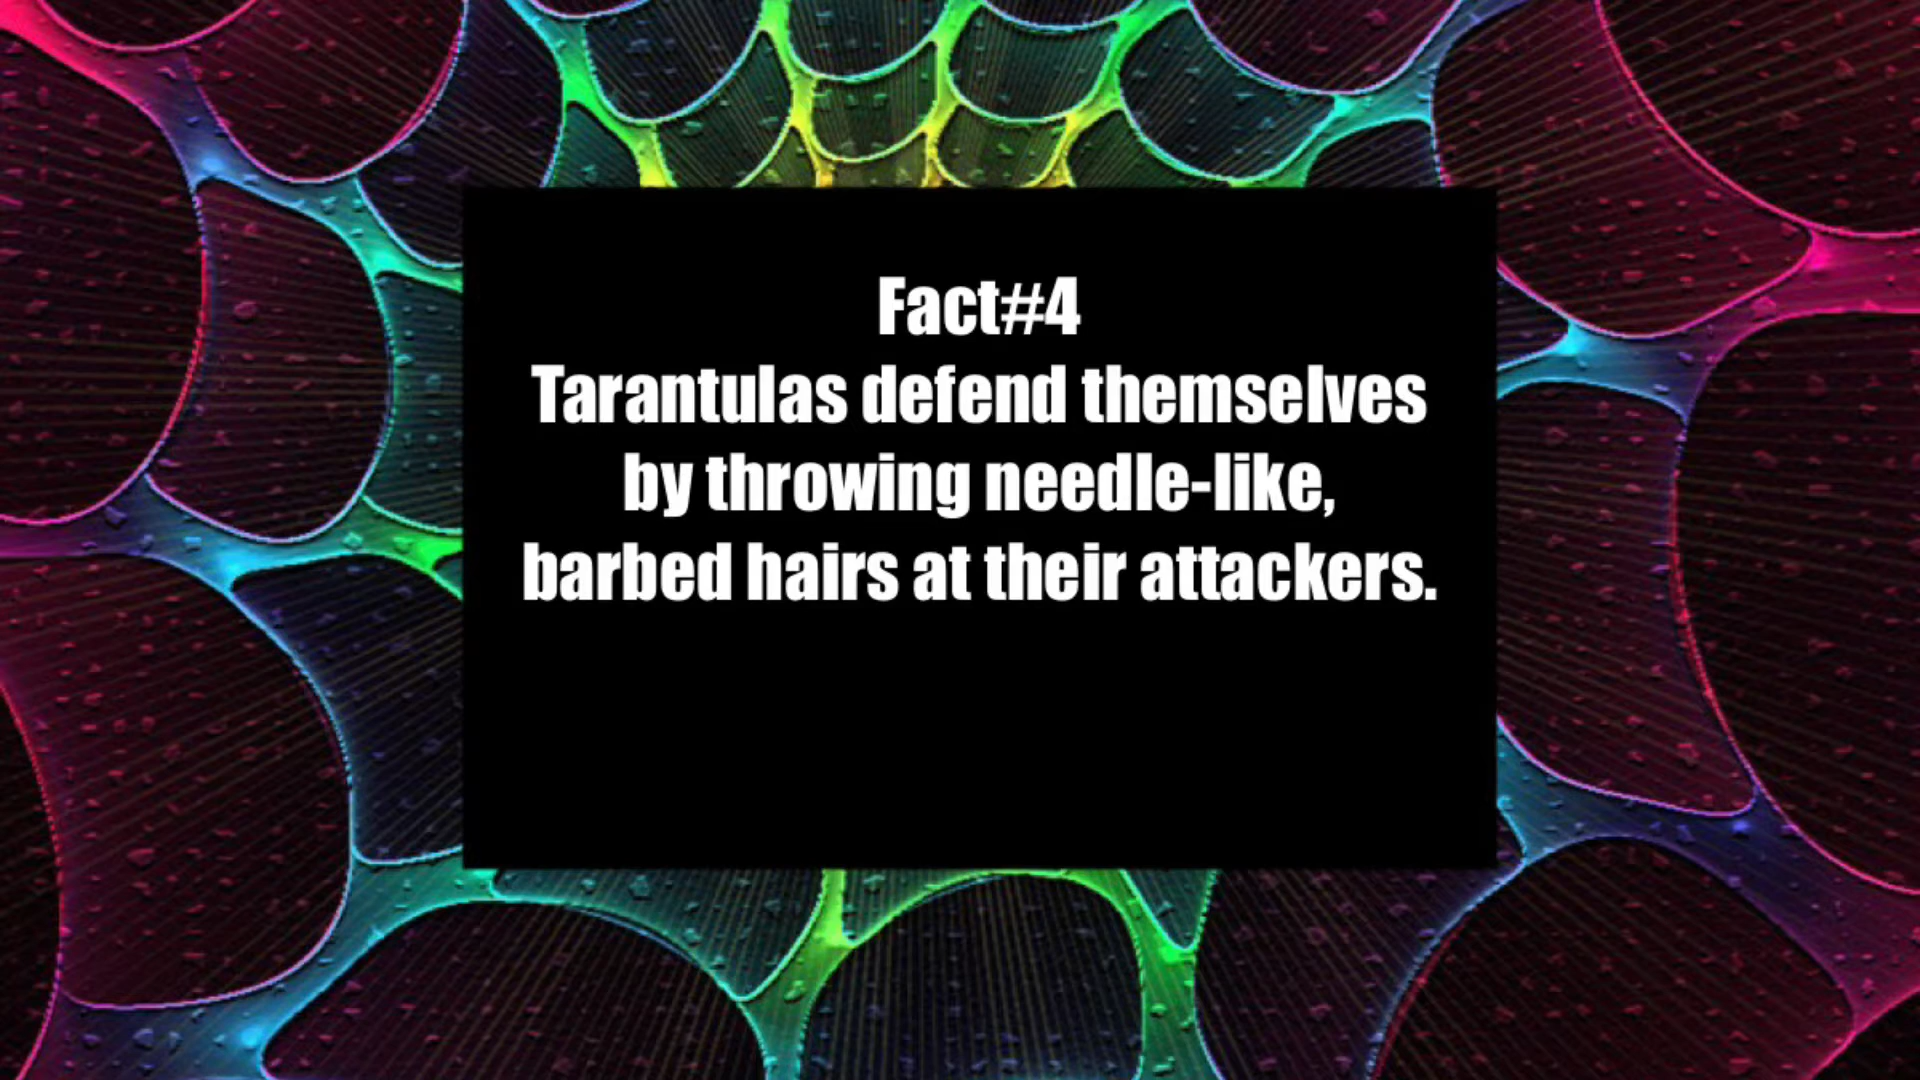 Fact#4
Tarantulas defend themselves
by throwing needle-like,
barbed hairs at their attackers.